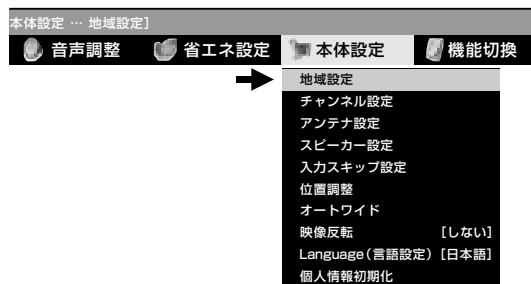 本体設定 … 地域設定]
音声調整 省エネ設定 本体設定 機能切換
地域設定
チャンネル設定
アンテナ設定
スピーカー設定
入力スキップ設定
位置調整
オートワイド
映像反転 [しない]
Language(言語設定) [日本語]
個人情報初期化